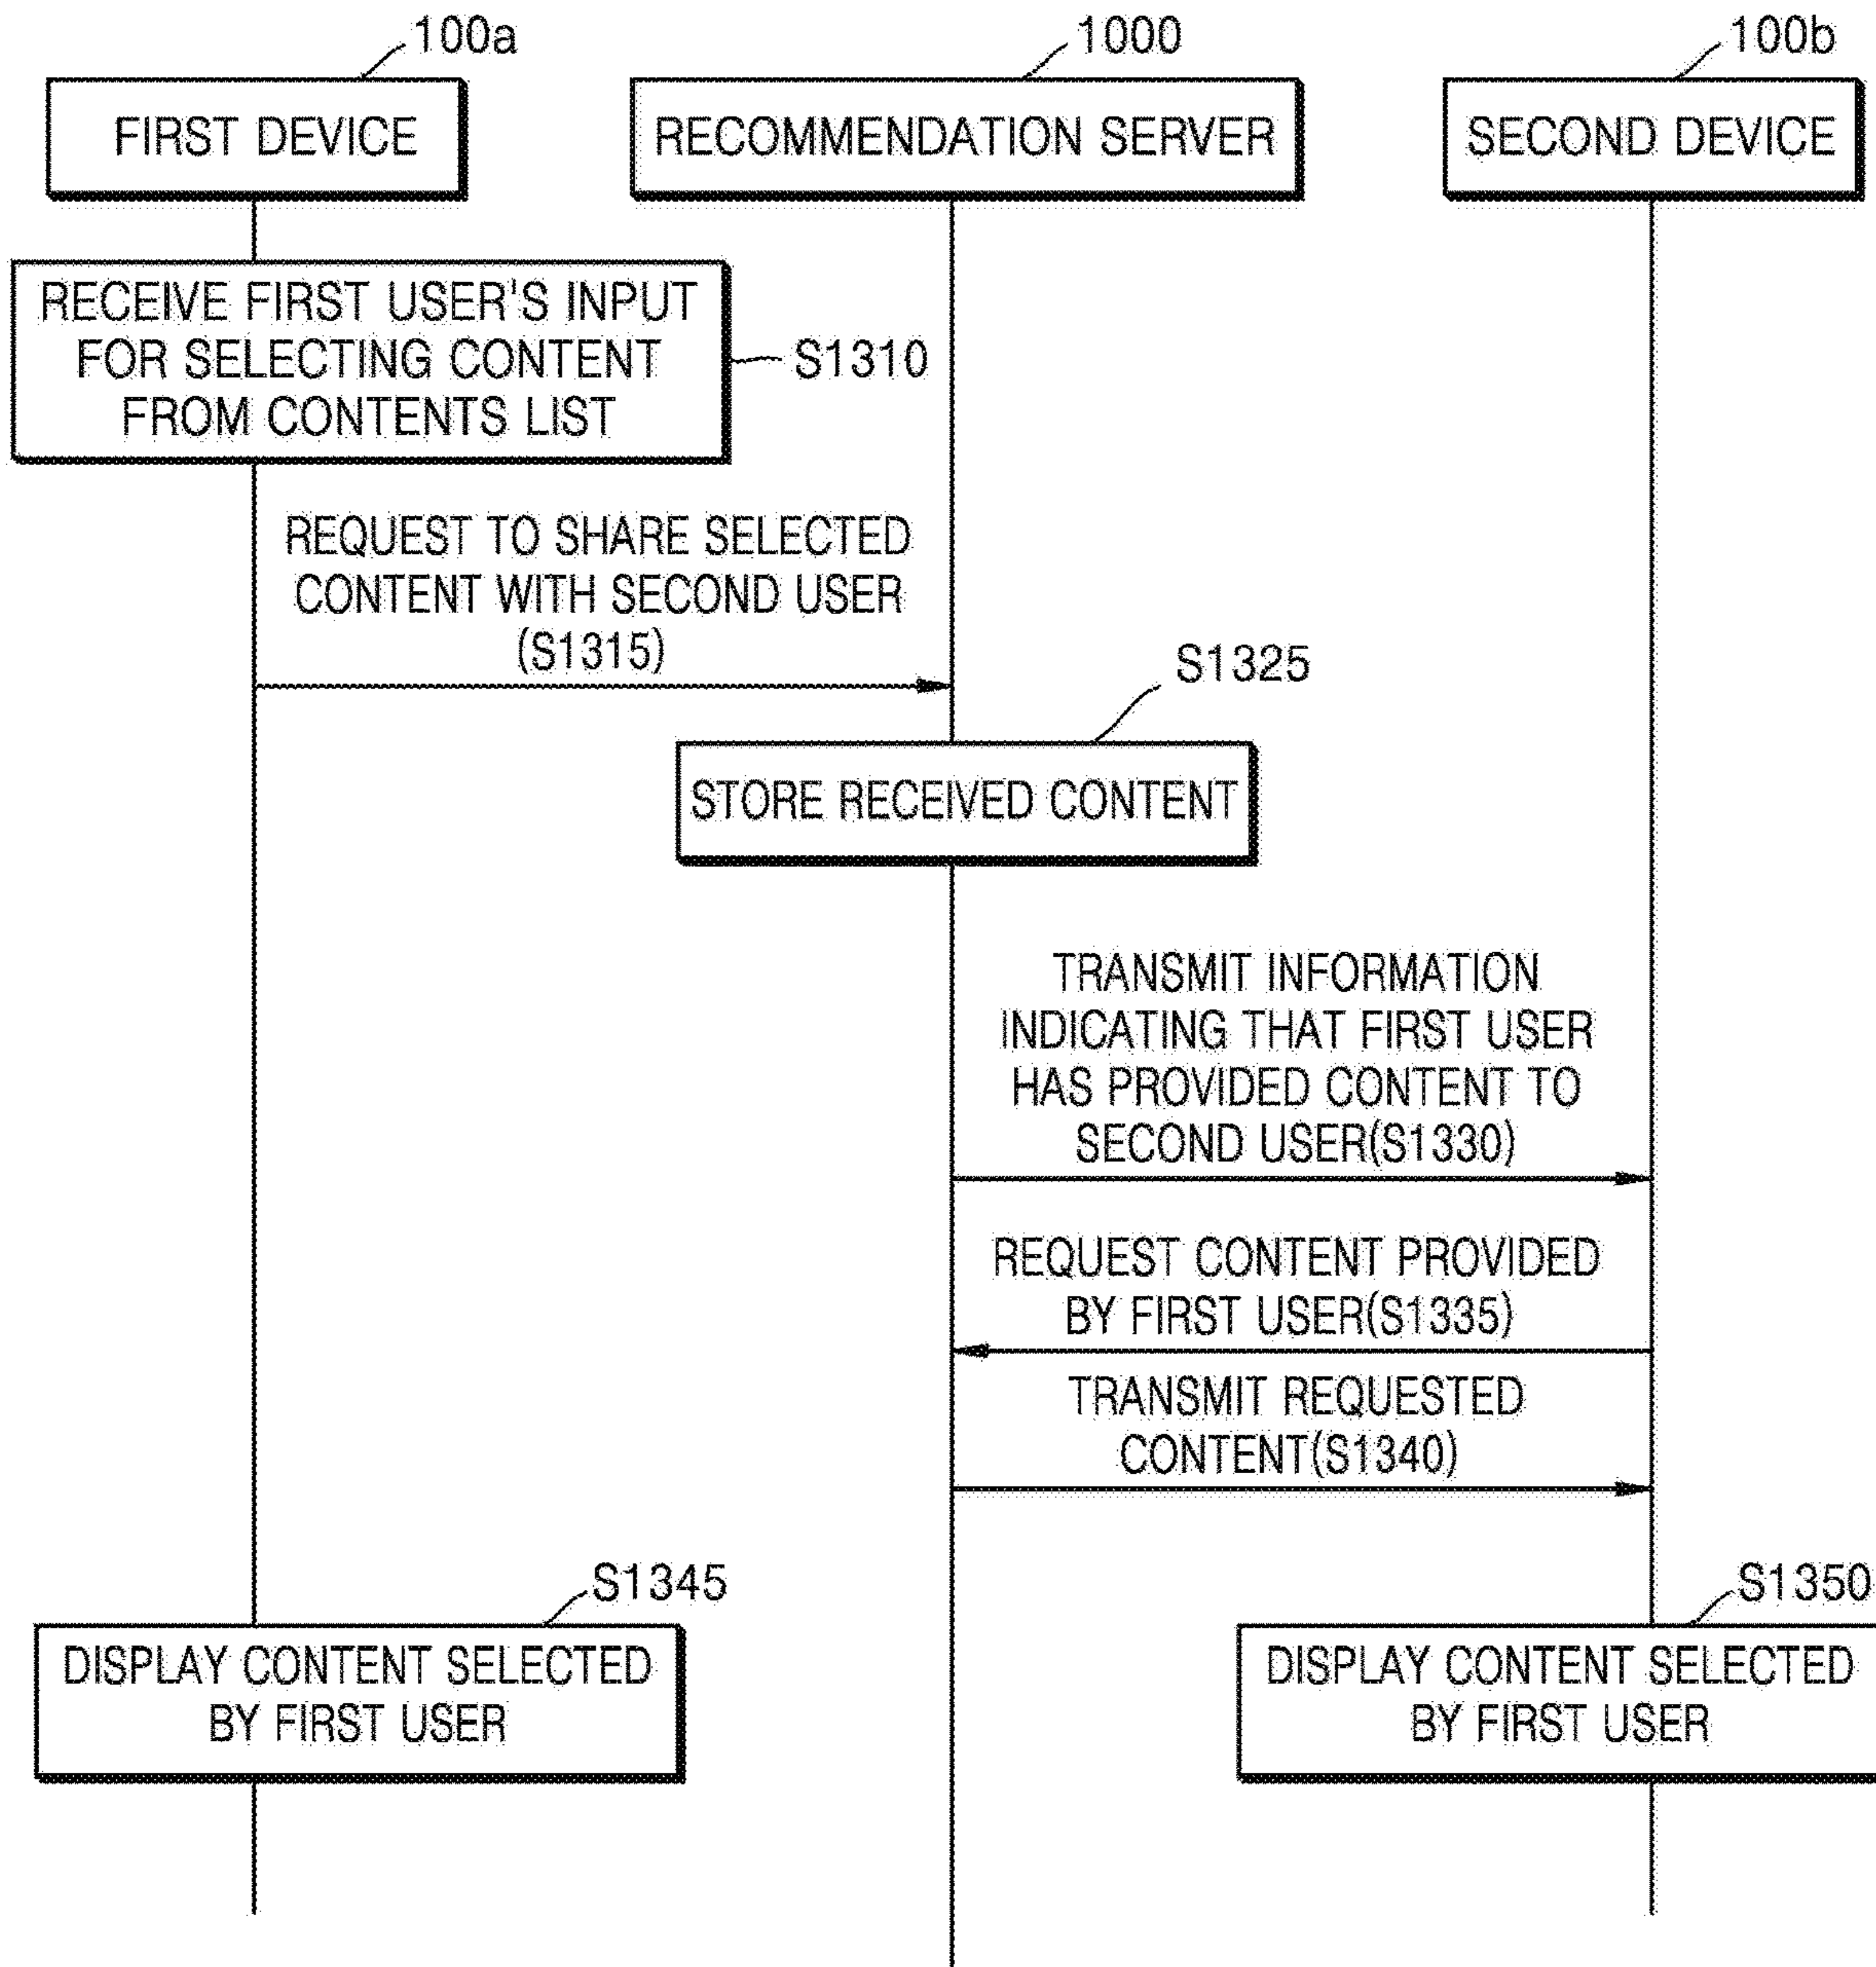 100a
1000
100b
FIRST DEVICE
RECOMMENDATION SERVER
SECOND DEVICE
RECEIVE FIRST USER'S INPUT
FOR SELECTING CONTENT
FROM CONTENTS LIST
S1310
REQUEST TO SHARE SELECTED
CONTENT WITH SECOND USER
(S1315)
S1325
STORE RECEIVED CONTENT
TRANSMIT INFORMATION
INDICATING THAT FIRST USER
HAS PROVIDED CONTENT TO
SECOND USER(S1330)
REQUEST CONTENT PROVIDED
BY FIRST USER(S1335)
TRANSMIT REQUESTED
CONTENT(S1340)
S1345
DISPLAY CONTENT SELECTED
BY FIRST USER
S1350
DISPLAY CONTENT SELECTED
BY FIRST USER